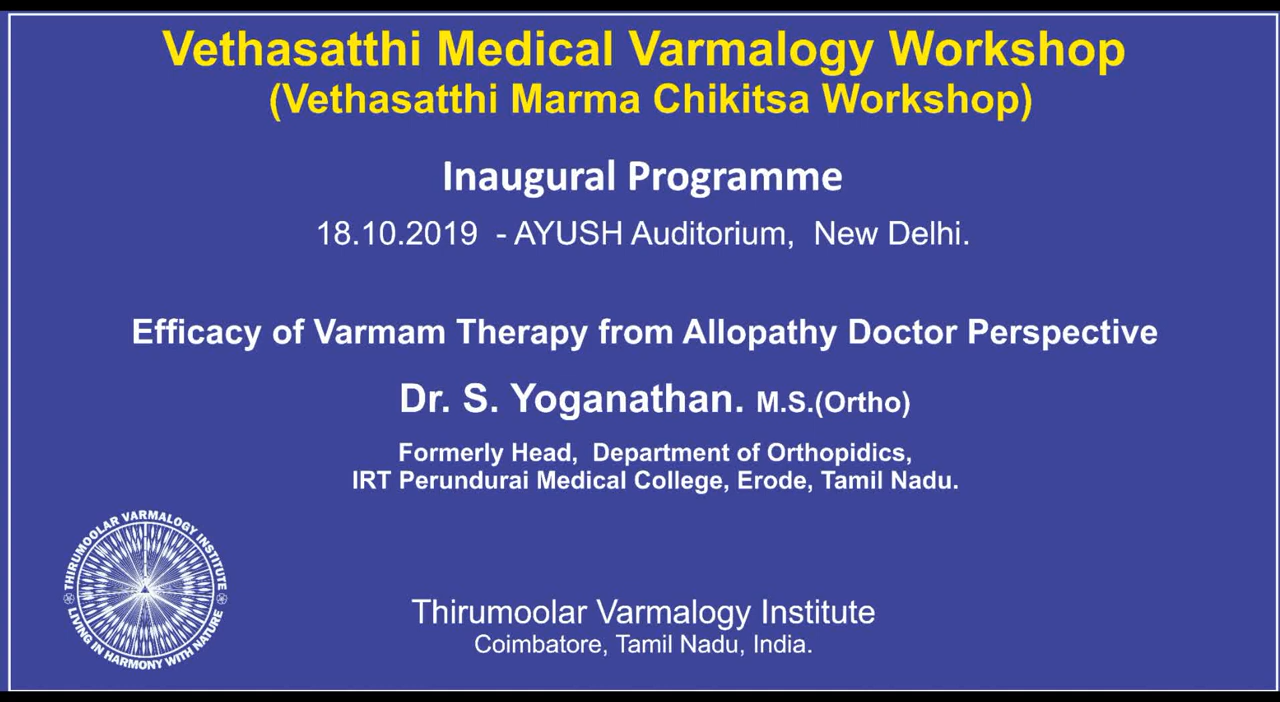 Vethasatthi Medical Varmalogy Workshop
(Vethasatthi Marma Chikitsa Workshop)
Inaugural Programme
18.10.2019 - AYUSH Auditorium, New Delhi.
Efficacy of Varmam Therapy from Allopathy Doctor Perspective
Dr. S. Yoganathan. M.S.(Ortho)
Formerly Head, Department of Orthopidics,
IRT Perundurai Medical College, Erode, Tamil Nadu.
THIRUMOOLAR VARMALOGY INSTITUTE
LIVING IN HARMONY WITH NATURE
Thirumoolar Varmalogy Institute
Coimbatore, Tamil Nadu, India.